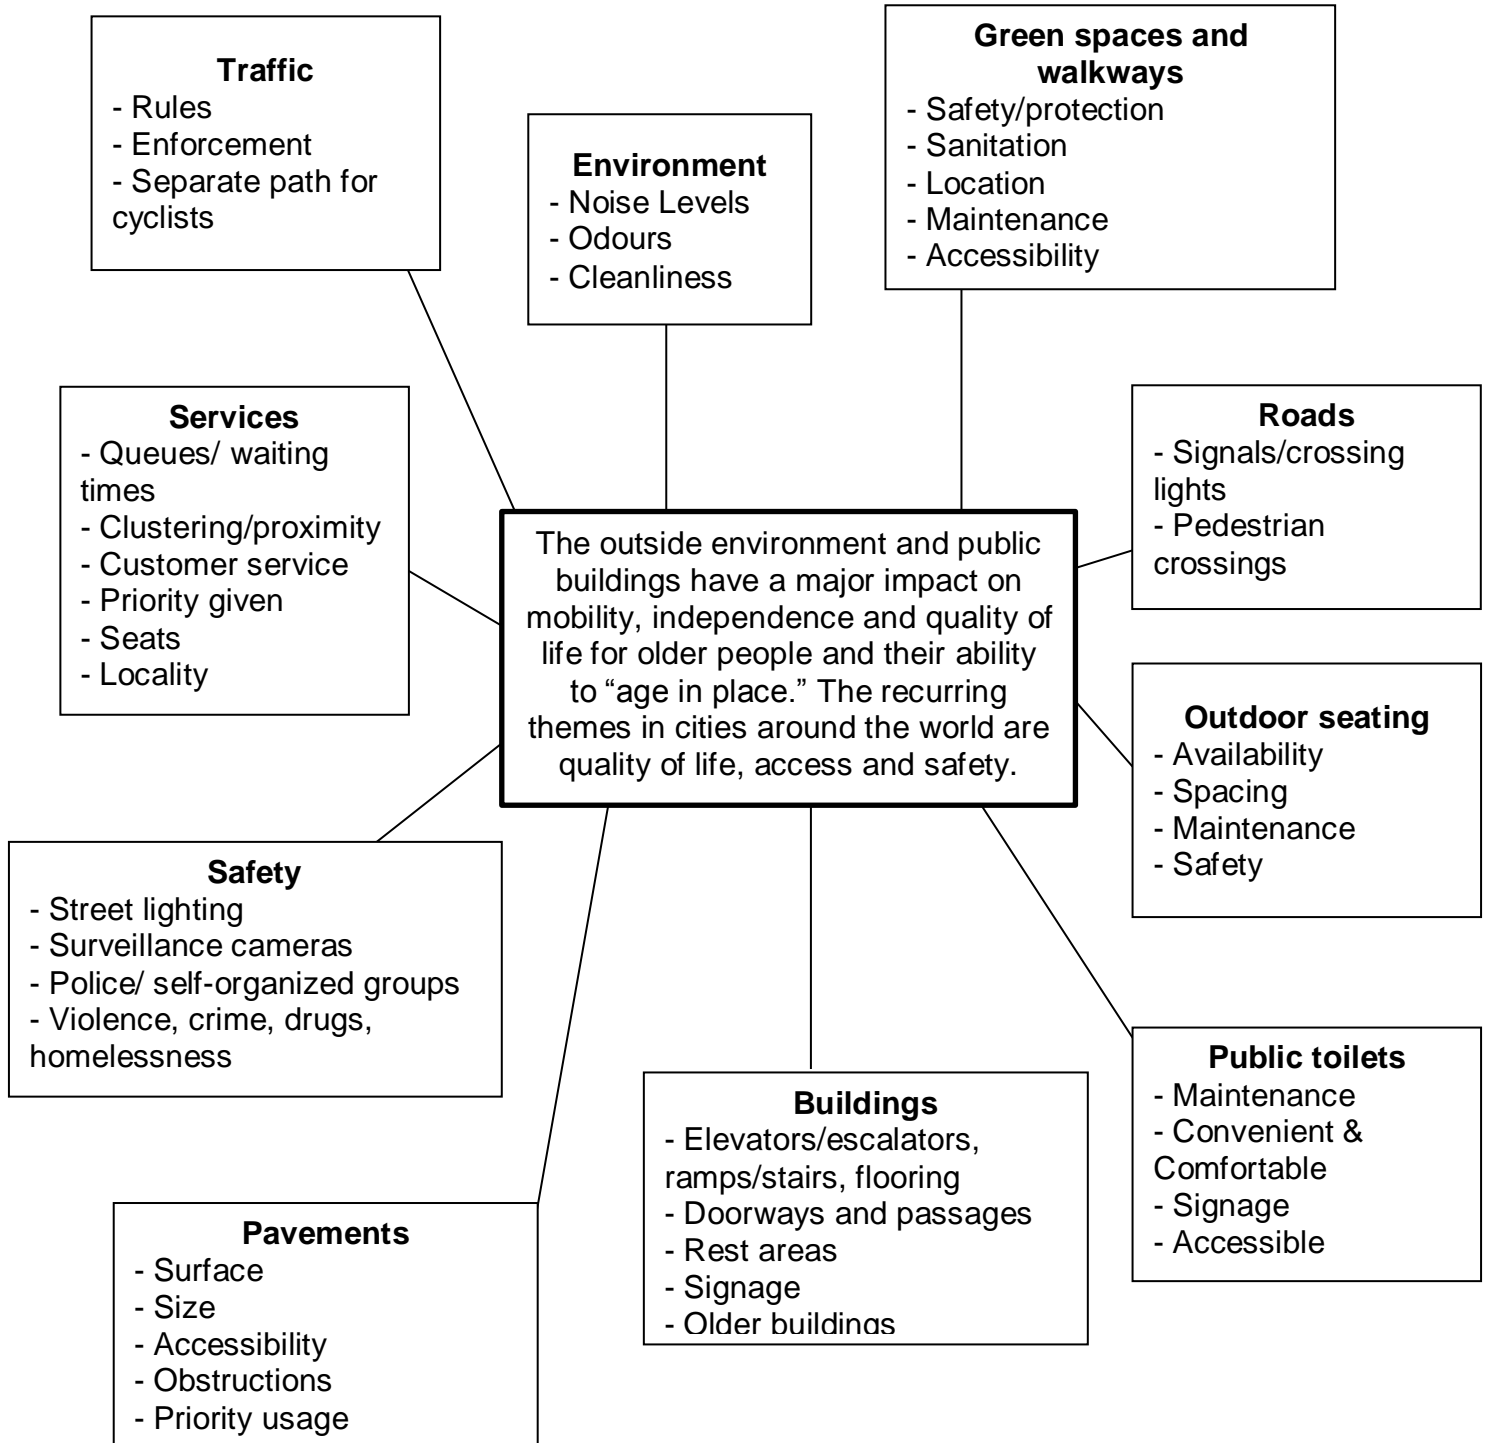 Traffic
- Rules
- Enforcement
- Separate path for
cyclists
Environment
- Noise Levels
- Odours
- Cleanliness
Green spaces and
walkways
- Safety/protection
- Sanitation
- Location
- Maintenance
- Accessibility
Services
- Queues/ waiting
times
- Clustering/proximity
- Customer service
- Priority given
- Seats
- Locality
The outside environment and public
buildings have a major impact on
mobility, independence and quality of
life for older people and their ability
to “age in place.” The recurring
themes in cities around the world are
quality of life, access and safety.
Roads
- Signals/crossing
lights
- Pedestrian
crossings
Outdoor seating
- Availability
- Spacing
- Maintenance
- Safety
Safety
- Street lighting
- Surveillance cameras
- Police/ self-organized groups
- Violence, crime, drugs,
homelessness
Public toilets
- Maintenance
- Convenient &
Comfortable
- Signage
- Accessible
Buildings
- Elevators/escalators,
ramps/stairs, flooring
- Doorways and passages
- Rest areas
- Signage
- Older buildings
Pavements
- Surface
- Size
- Accessibility
- Obstructions
- Priority usage